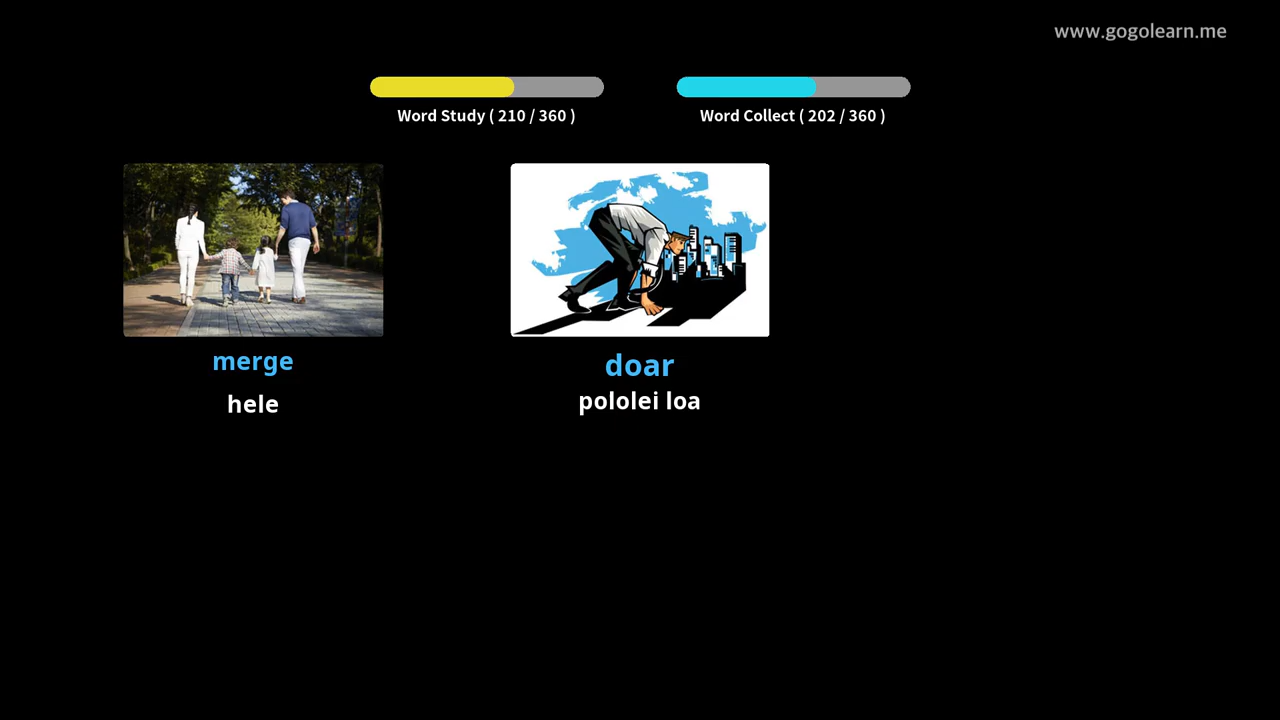 www.gogolearn.me
Word Study ( 210 / 360 )
Word Collect ( 202 / 360 )
merge
hele
doar
pololei loa